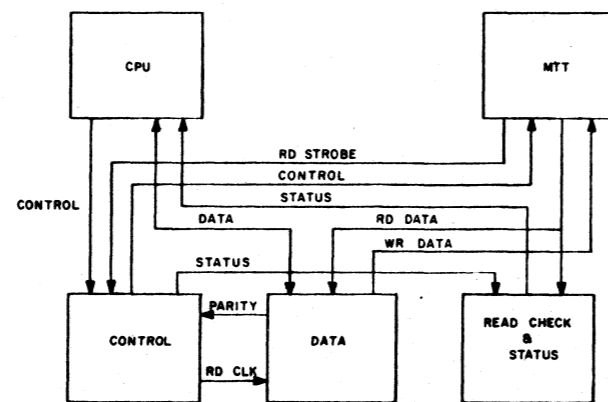 CPU
MTT
RD STROBE
CONTROL
STATUS
CONTROL
DATA
RD DATA
WR DATA
STATUS
PARITY
CONTROL
DATA
READ CHECK
&
STATUS
RD CLK